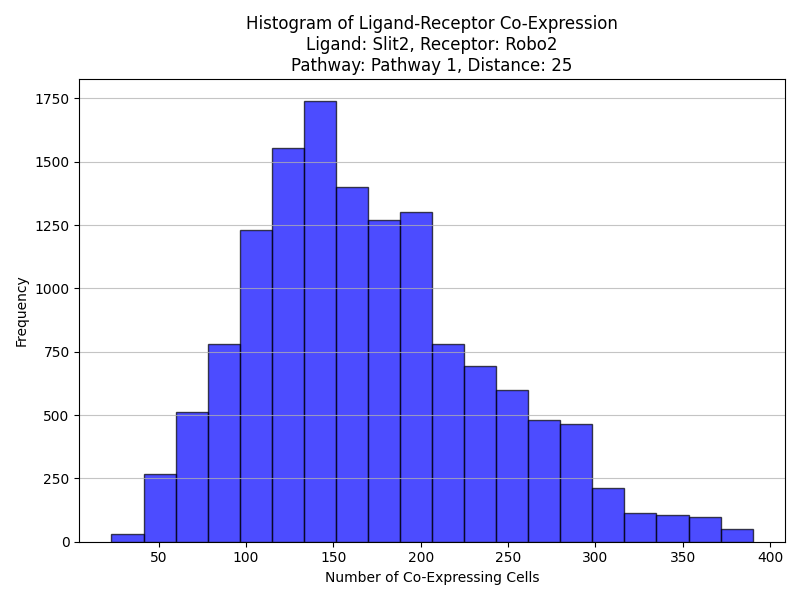 Histogram of Ligand-Receptor Co-Expression
Ligand: Slit2, Receptor: Robo2
Pathway: Pathway 1, Distance: 25
Frequency
1750
1500
1250
1000
750
500
250
0
50 100 150 200 250 300 350 400
Number of Co-Expressing Cells